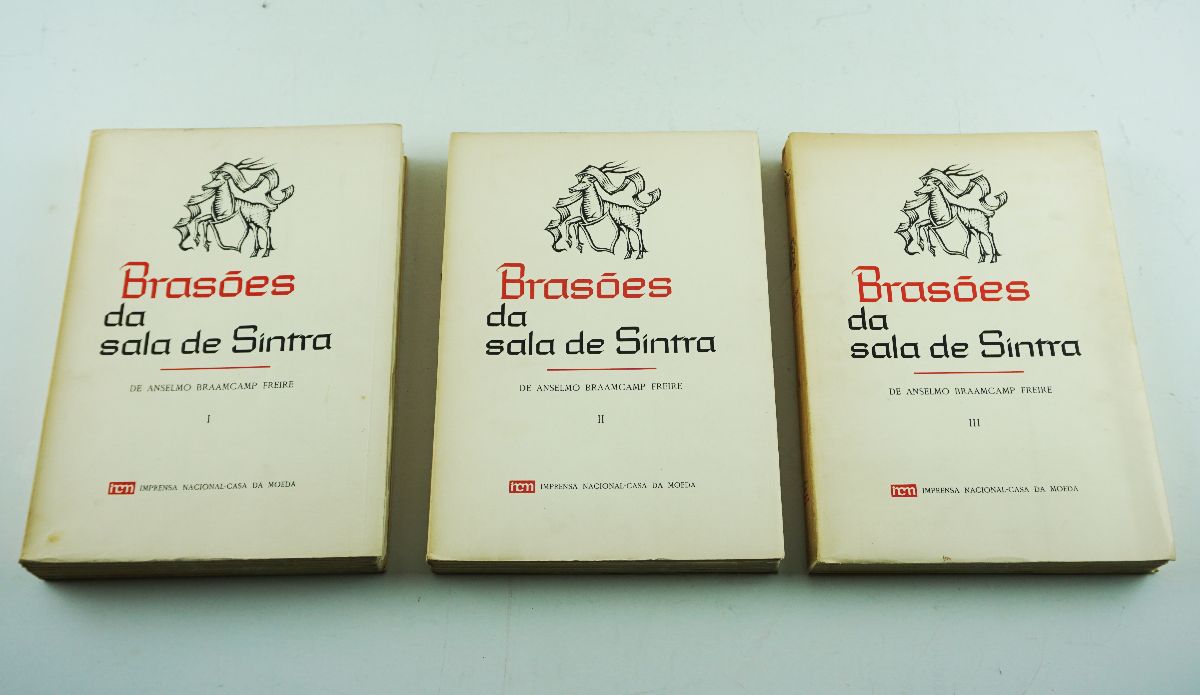 Brasões
da
sala de Sintra
DE ANSELMO BRAAMCAMP FREIRE
I
incm IMPRENSA NACIONAL-CASA DA MOEDA
Brasões
da
sala de Sintra
DE ANSELMO BRAAMCAMP FREIRE
II
incm IMPRENSA NACIONAL-CASA DA MOEDA
Brasões
da
sala de Sintra
DE ANSELMO BRAAMCAMP FREIRE
III
incm IMPRENSA NACIONAL-CASA DA MOEDA